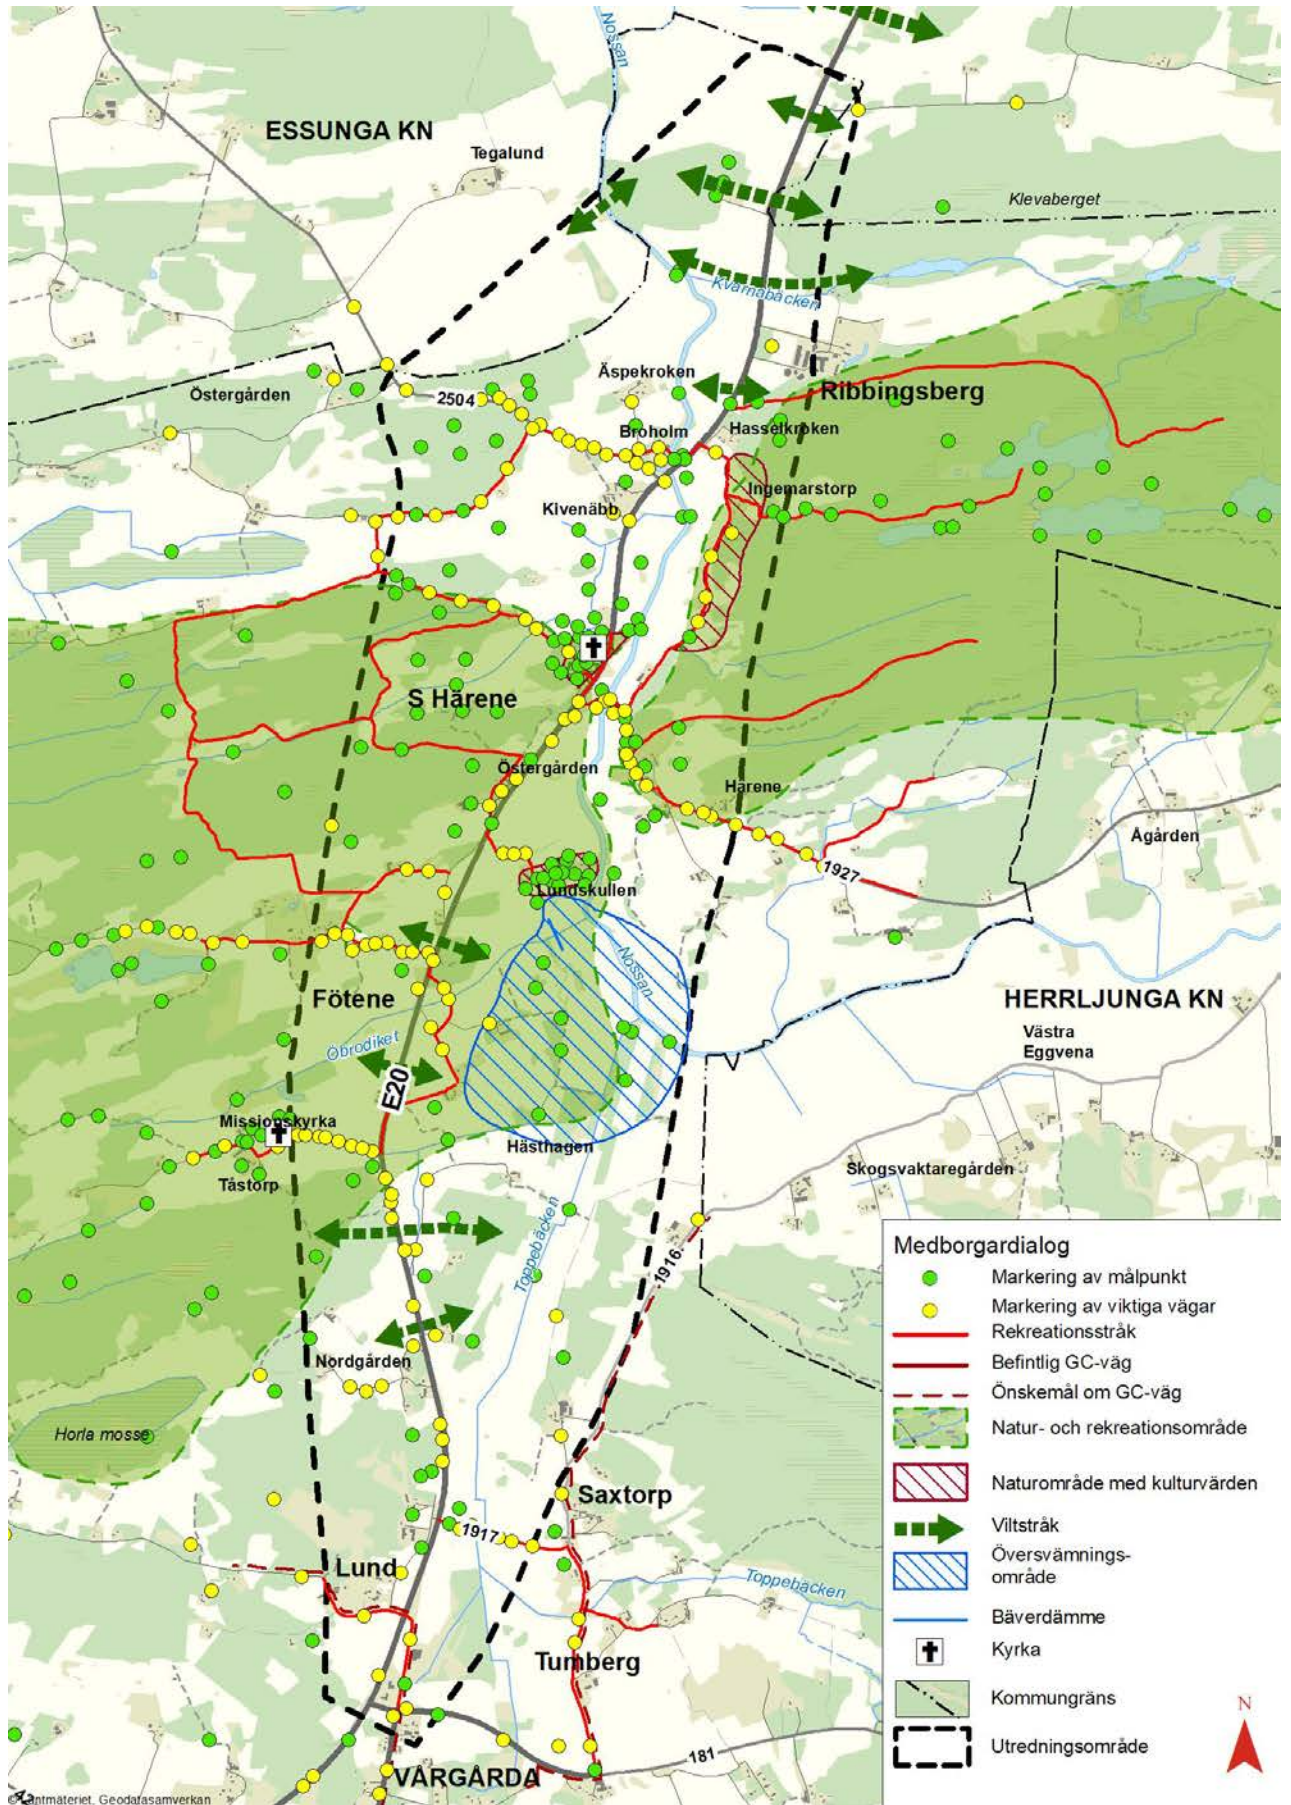 Nossan
ESSUNGA KN
Tegalund
Klevaberget
Kvarnabäcken
Östergården
2504
Äspekroken
Ribbingsberg
Broholm
Hasselkroken
Ingemarstorp
Kivenäbb
S Härene
Östergården
Härene
Ågården
1927
Lundskullen
Nossan
Fötene
HERRLJUNGA KN
Västra
Eggvena
Öbrodiket
E20
Missionskyrka
Hästhagen
Tåstorp
Skogsvaktaregården
Toppebäcken
1916
Nordgården
Horla mosse
Saxtorp
1917
Lund
Toppebäcken
Tumberg
181
VÅRGÅRDA
Medborgardialog
Markering av målpunkt
Markering av viktiga vägar
Rekreationsstråk
Befintlig GC-väg
Önskemål om GC-väg
Natur- och rekreationsområde
Naturområde med kulturvärden
Viltstråk
Översvämnings-
område
Bäverdämme
Kyrka
Kommungräns
Utredningsområde
N
Geodatasamverkan